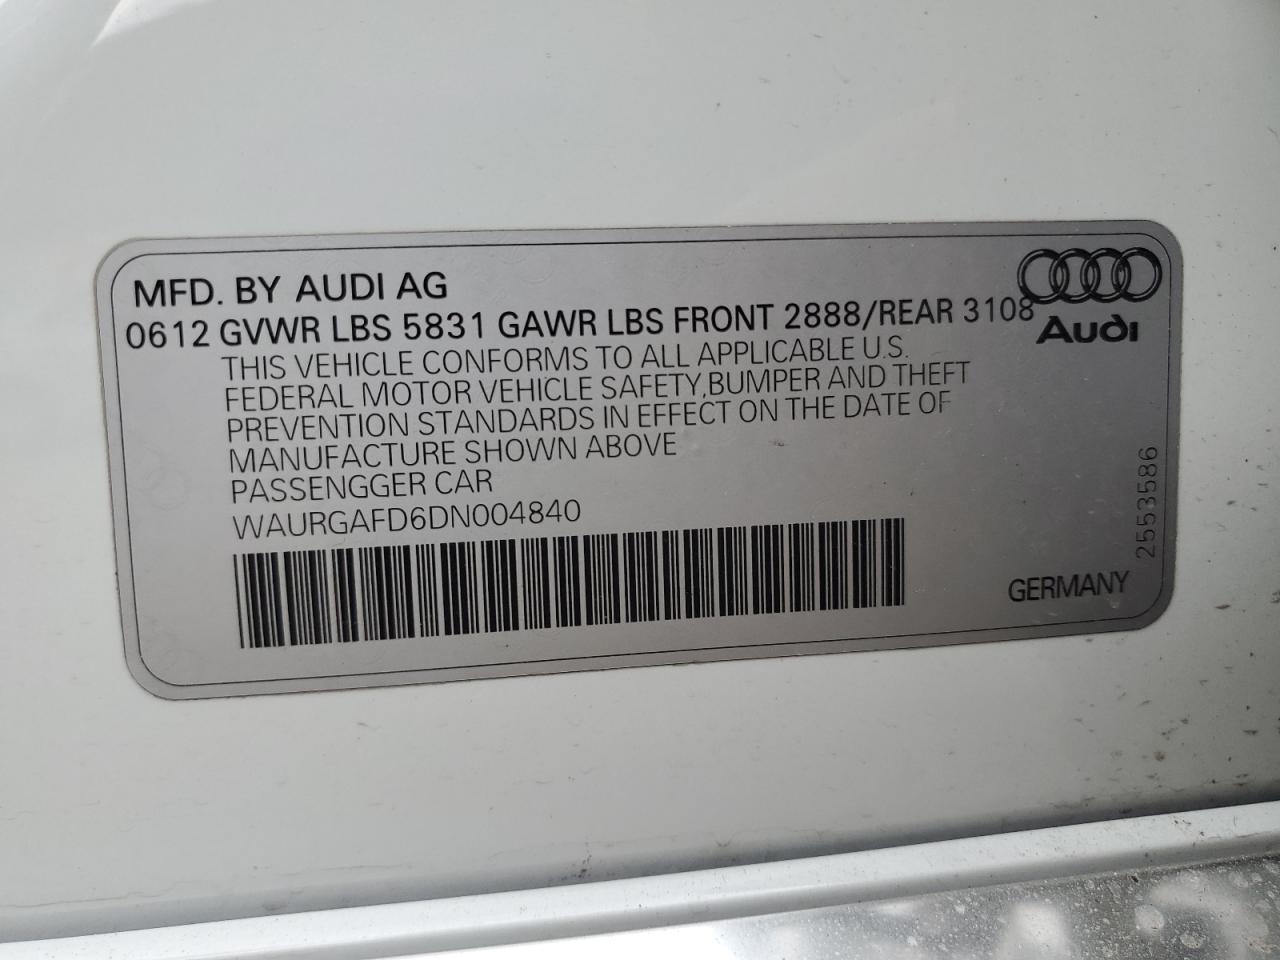 MFD. BY AUDI AG
0612 GVWR LBS 5831 GAWR LBS FRONT 2888/REAR 3108
Audi
THIS VEHICLE CONFORMS TO ALL APPLICABLE U.S.
FEDERAL MOTOR VEHICLE SAFETY,BUMPER AND THEFT
PREVENTION STANDARDS IN EFFECT ON THE DATE OF
MANUFACTURE SHOWN ABOVE
PASSENGGER CAR
WAURGAFD6DN004840
2553586
GERMANY